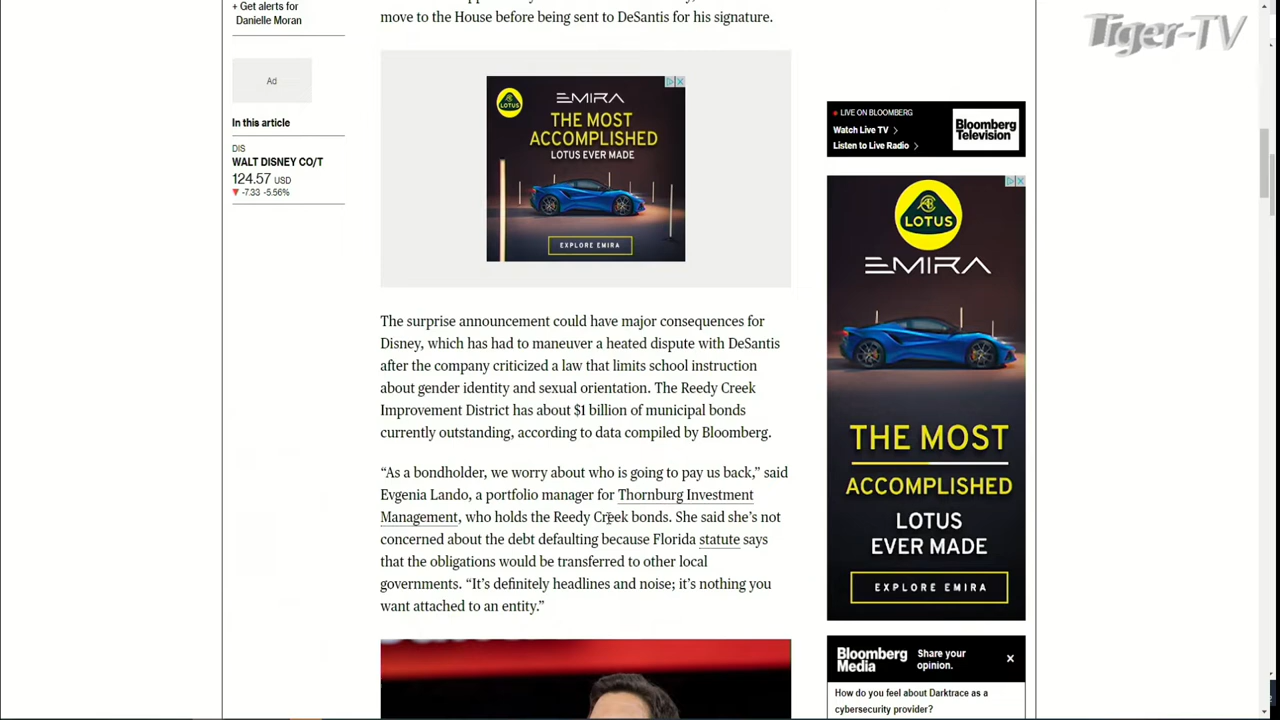 + Get alerts for
Danielle Moran
move to the House before being sent to DeSantis for his signature.
Tiger-TV
Ad
In this article
DIS
WALT DISNEY CO/T
124.57 USD
-7.33 -5.56%
LOTUS
EMIRA
THE MOST
ACCOMPLISHED
LOTUS EVER MADE
EXPLORE EMIRA
The surprise announcement could have major consequences for
Disney, which has had to maneuver a heated dispute with DeSantis
after the company criticized a law that limits school instruction
about gender identity and sexual orientation. The Reedy Creek
Improvement District has about $1 billion of municipal bonds
currently outstanding, according to data compiled by Bloomberg.
“As a bondholder, we worry about who is going to pay us back,” said
Evgenia Lando, a portfolio manager for Thornburg Investment
Management, who holds the Reedy Creek bonds. She said she’s not
concerned about the debt defaulting because Florida statute says
that the obligations would be transferred to other local
governments. “It’s definitely headlines and noise; it’s nothing you
want attached to an entity.”
LIVE ON BLOOMBERG
Watch Live TV
Listen to Live Radio
Bloomberg
Television
LOTUS
EMIRA
THE MOST
ACCOMPLISHED
LOTUS
EVER MADE
EXPLORE EMIRA
Bloomberg
Media
Share your
opinion.
How do you feel about Darktrace as a
cybersecurity provider?